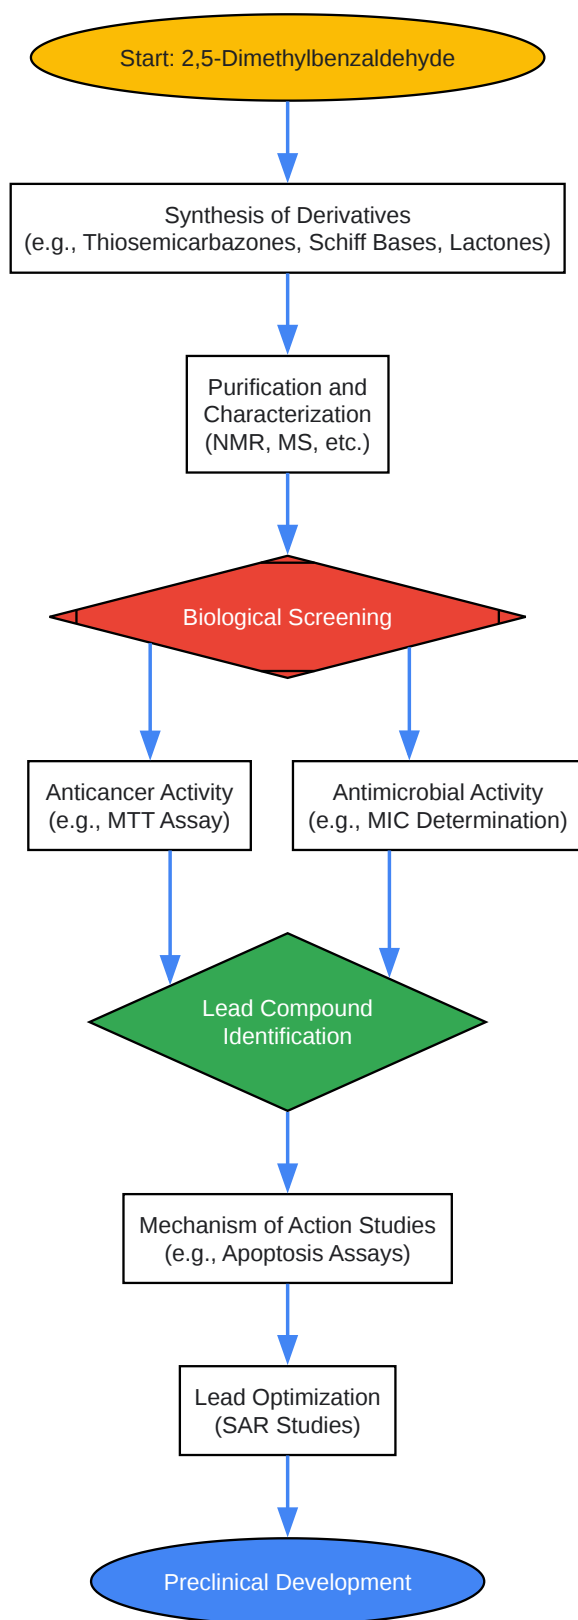 Start: 2,5-Dimethylbenzaldehyde
Synthesis of Derivatives
(e.g., Thiosemicarbazones, Schiff Bases, Lactones)
Purification and
Characterization
(NMR, MS, etc.)
Biological Screening
Anticancer Activity
(e.g., MTT Assay)
Antimicrobial Activity
(e.g., MIC Determination)
Lead Compound
Identification
Mechanism of Action Studies
(e.g., Apoptosis Assays)
Lead Optimization
(SAR Studies)
Preclinical Development